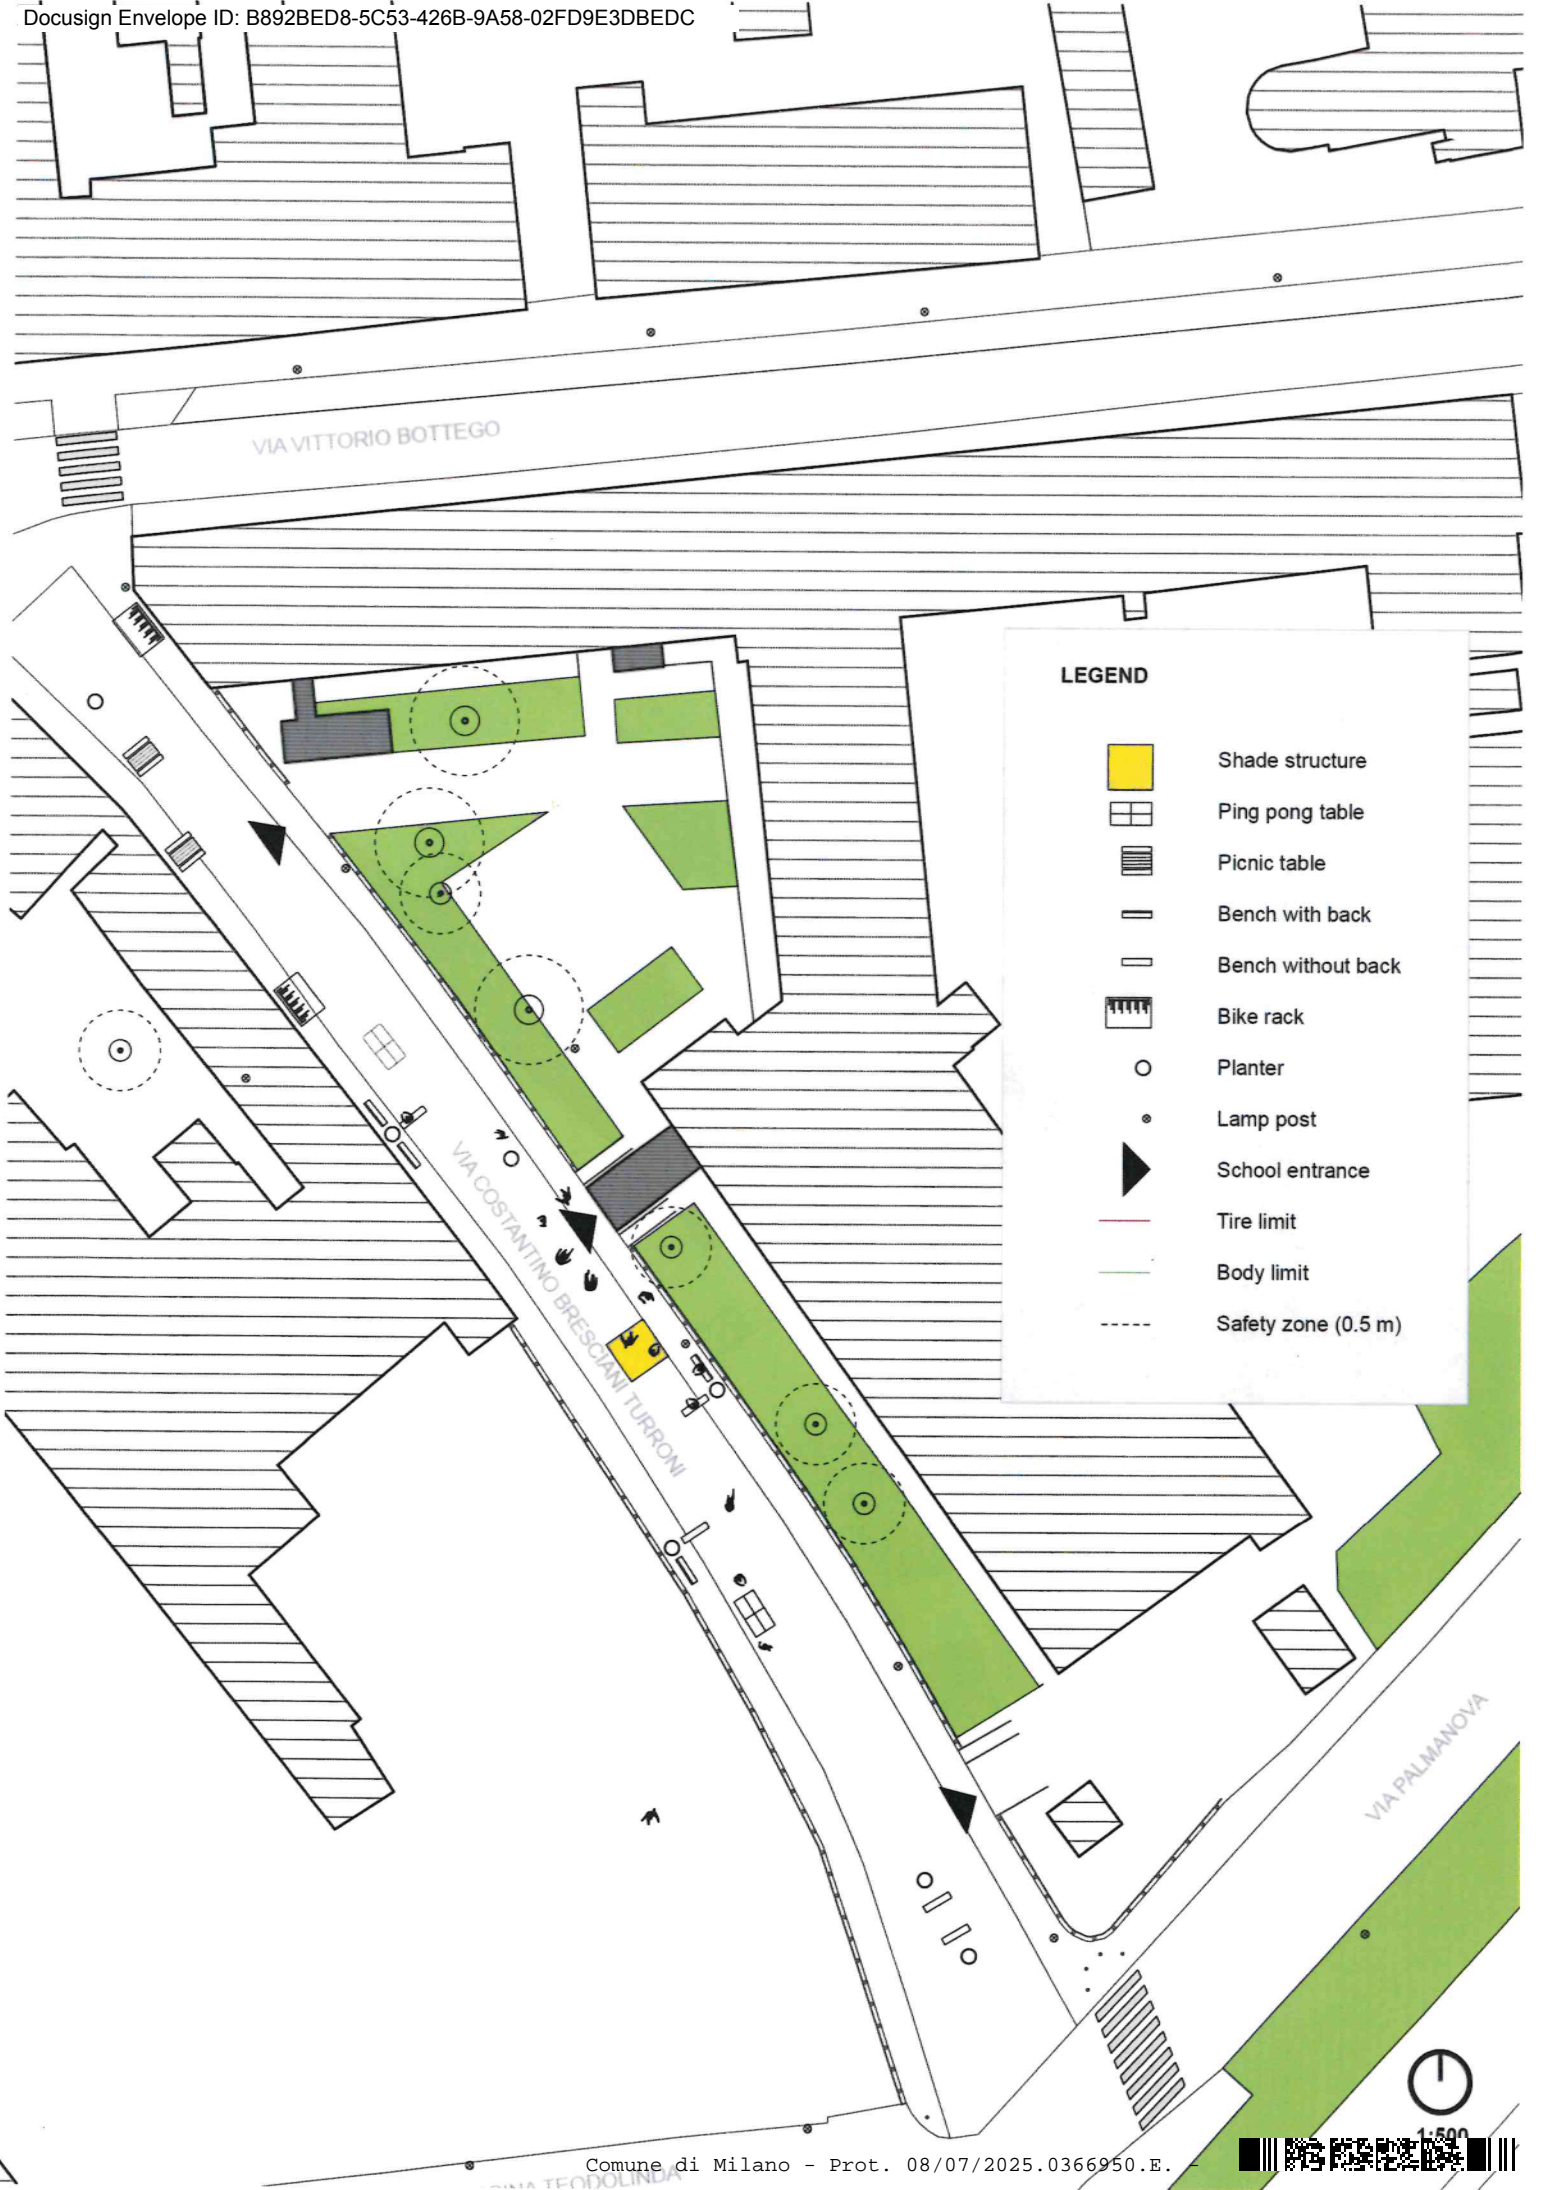 Docusign Envelope ID: B892BED8-5C53-426B-9A58-02FD9E3DBEDC
VIA VITTORIO BOTTEGO
LEGEND
Shade structure
Ping pong table
Picnic table
Bench with back
Bench without back
Bike rack
Planter
Lamp post
School entrance
Tire limit
Body limit
Safety zone (0.5 m)
VIA COSTANTINO BRESCIANI TURRONI
VIA PALMANOVA
1:500
Comune di Milano - Prot. 08/07/2025.0366950.E. -
TEODOLINDA